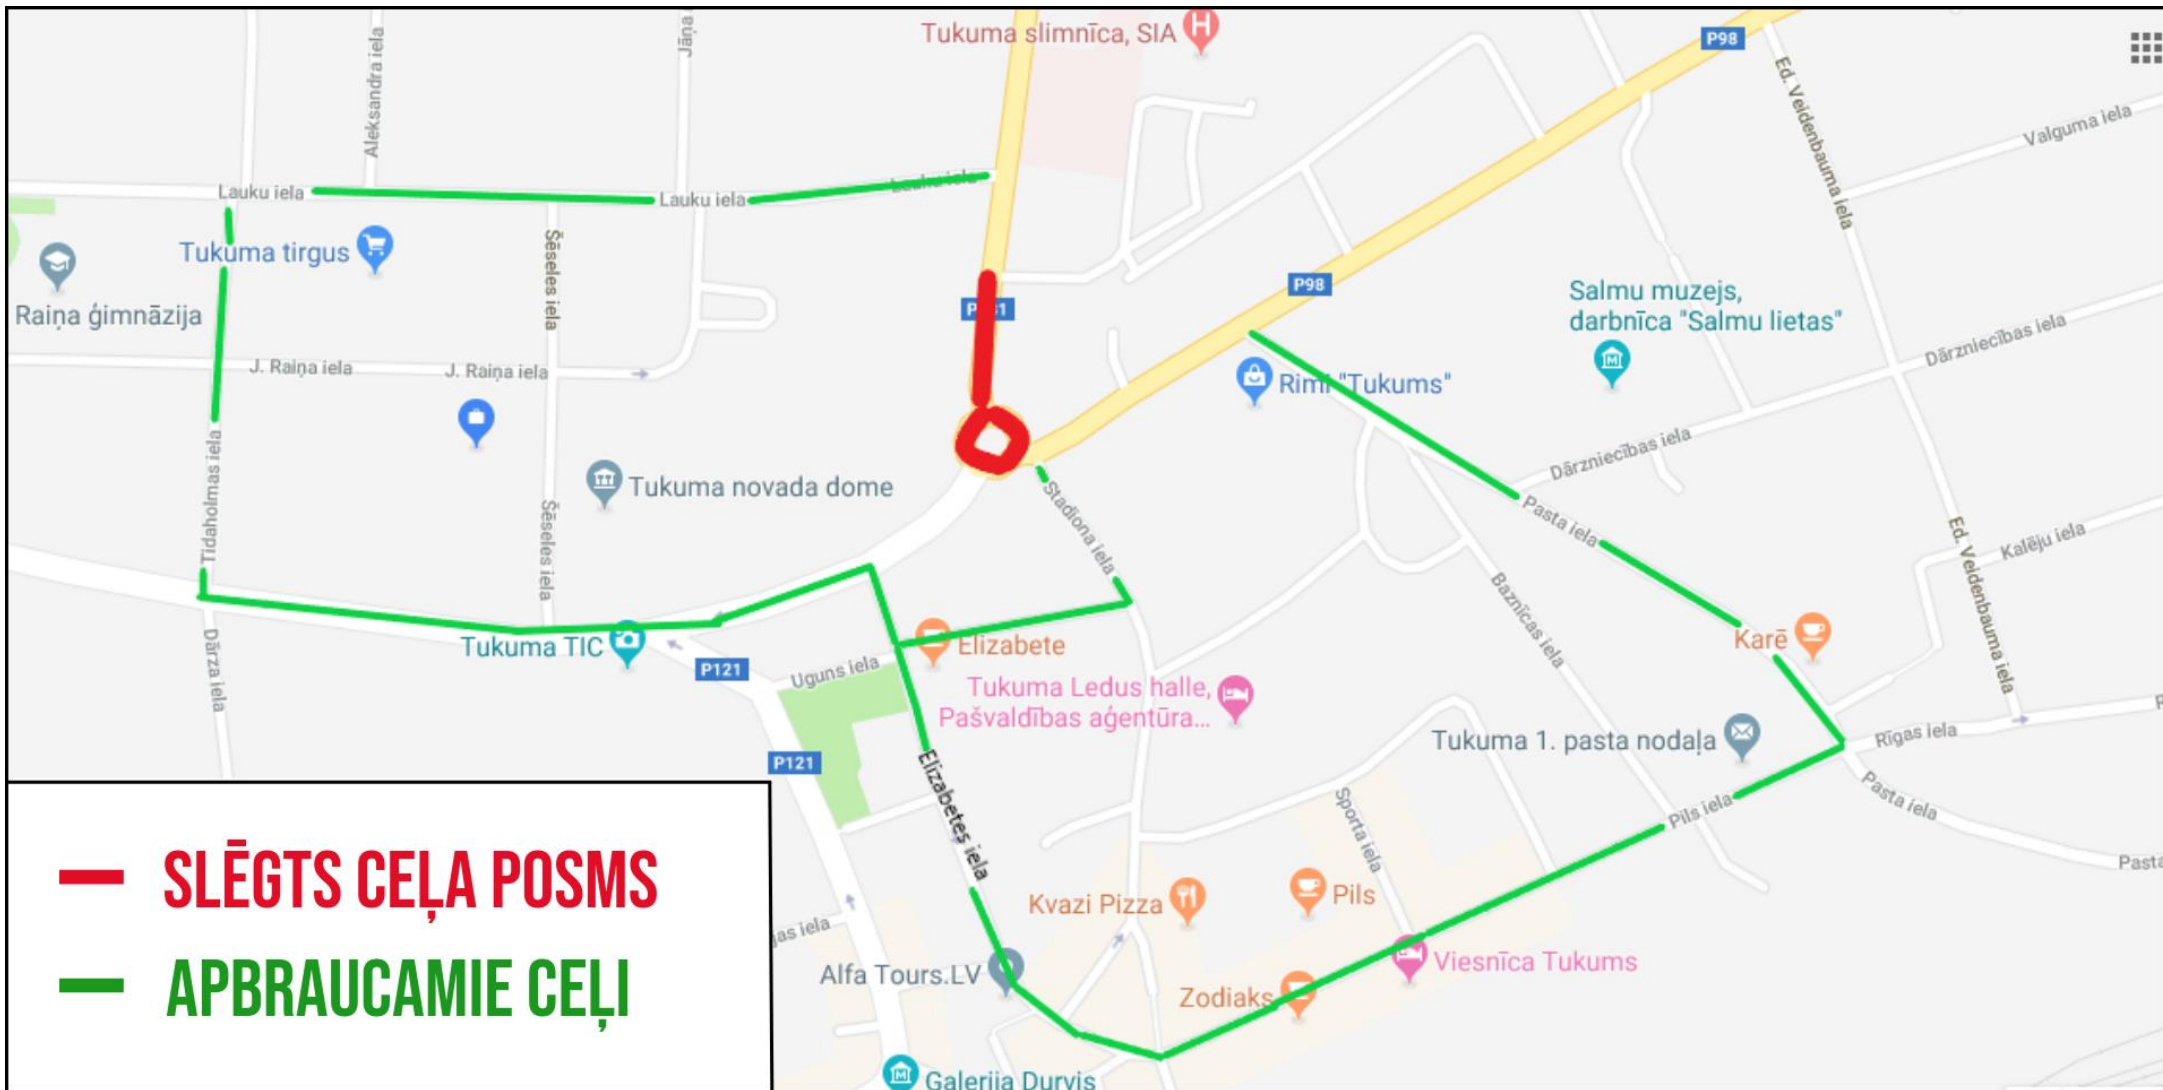 Tukuma slimnīca, SIA
H
P98
Aleksandra iela
Jāņa
Ed. Veidenbauma iela
Valguma iela
Lauku iela
Lauku iela
Lauku iela
Tukuma tirgus
Raiņa ģimnāzija
Šēseles iela
P98
Salmu muzejs,
darbnīca "Salmu lietas"
Dārzniecības iela
J. Raiņa iela
J. Raiņa iela
Rimi "Tukums"
Tukuma novada dome
Dārzniecības iela
Tidaholmas iela
Šēseles iela
Stadiona iela
Pasta iela
Kalēju iela
Ed. Veidenbauma iela
Baznīcas iela
Tukuma TIC
P121
Uguns iela
Elizabete
Karē
Dārza iela
Tukuma Ledus halle,
Pašvaldības aģentūra...
Tukuma 1. pasta nodaļa
Rīgas iela
P121
Elizabetes iela
Sporta iela
Pils iela
Pasta iela
Pasta
SLĒGTS CEĻA POSMS
Kvazi Pizza
Pils
jas iela
APBRAUCAMIE CEĻI
Alfa Tours.LV
Viesnīca Tukums
Zodiaks
Galerija Durvis